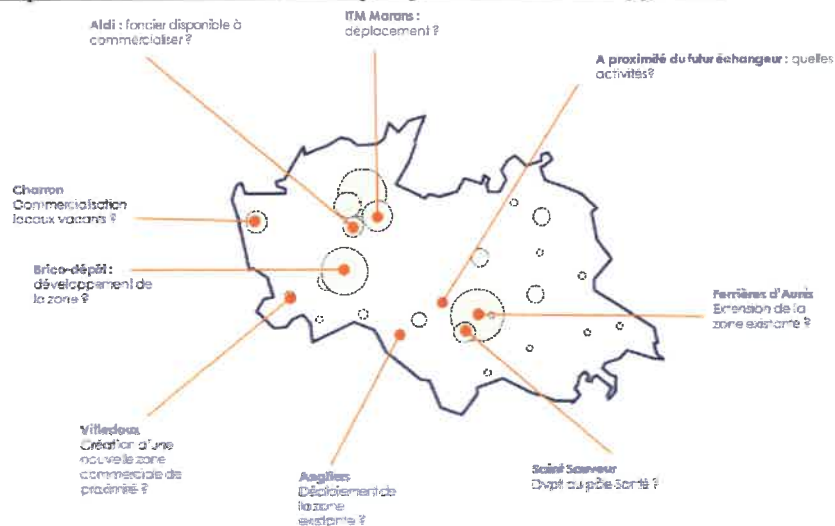 Aldi : foncier disponible à
commercialiser ?
ITM Marans :
déplacement ?
A proximité du futur échangeur : quelles
activités?
Charron
Commercialisation
locaux vacants ?
Brico-dépôt :
développement de
la zone ?
Ferrières d'Aunis
Extension de la
zone existante ?
Villedoux
Création d'une
nouvelle zone
commerciale de
proximité ?
Angliers
Déploiement de
la zone
existante ?
Saint Sauveur
Dvpt du pôle Santé ?